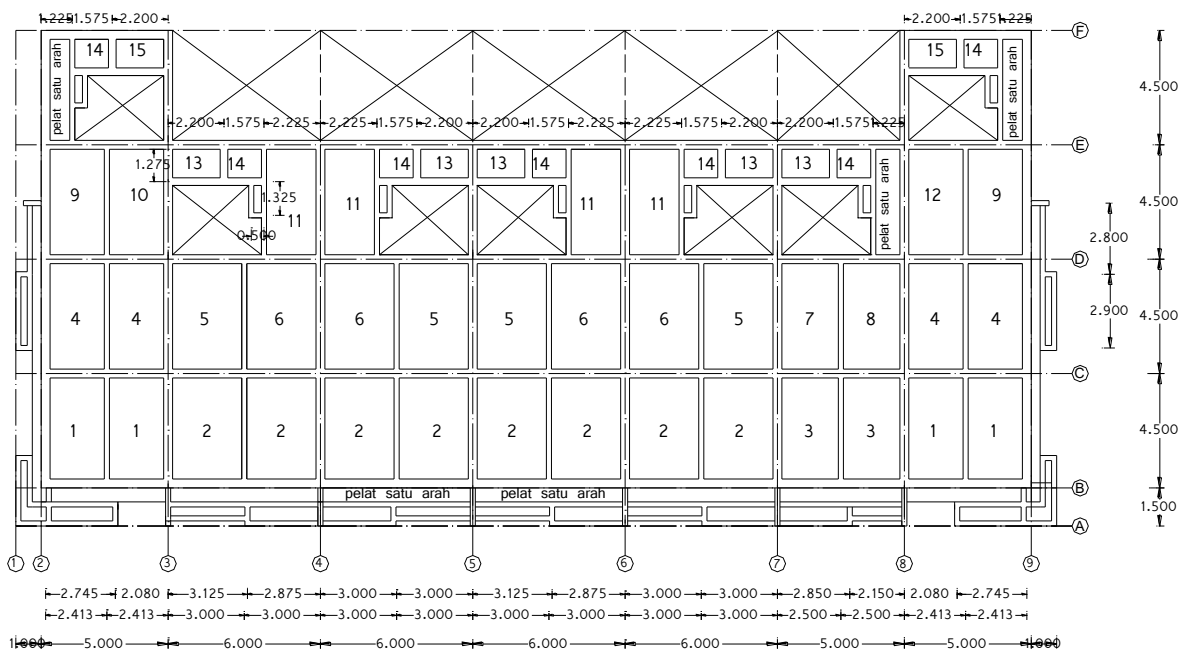 1.225 1.575 2.200 2.200 1.575 1.225
F
14 15 15 14
pelat satu arah pelat satu arah
4.500
2.200 1.575 2.225 2.225 1.575 2.200 2.200 1.575 2.225 2.225 1.575 2.200 2.200 1.575 1.225
E
1.275 13 14 14 13 13 14 14 13 13 14
pelat satu arah
9 10 1.325 11 11 11 11 12 9
0.500
4.500
2.800
D
2.900
4 4 5 6 6 5 5 6 6 5 7 8 4 4
4.500
C
1 1 2 2 2 2 2 2 2 2 3 3 1 1
4.500
B
pelat satu arah pelat satu arah
1.500
A
1 2 3 4 5 6 7 8 9
2.745 2.080 3.125 2.875 3.000 3.000 3.125 2.875 3.000 3.000 2.850 2.150 2.080 2.745
2.413 2.413 3.000 3.000 3.000 3.000 3.000 3.000 3.000 3.000 2.500 2.500 2.413 2.413
1.000 5.000 6.000 6.000 6.000 6.000 5.000 5.000 1.000